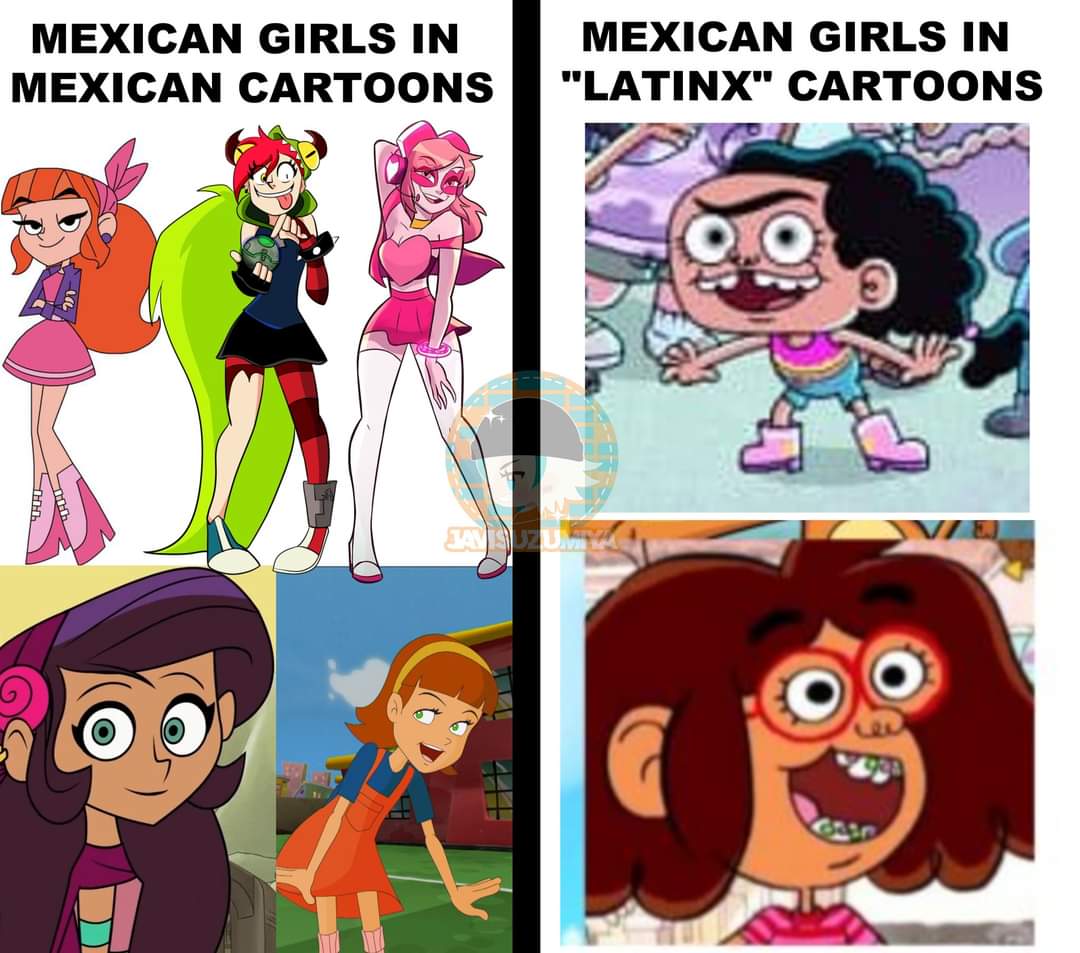 MEXICAN GIRLS IN
MEXICAN CARTOONS
MEXICAN GIRLS IN
"LATINX" CARTOONS
JAVISUZUMIYA